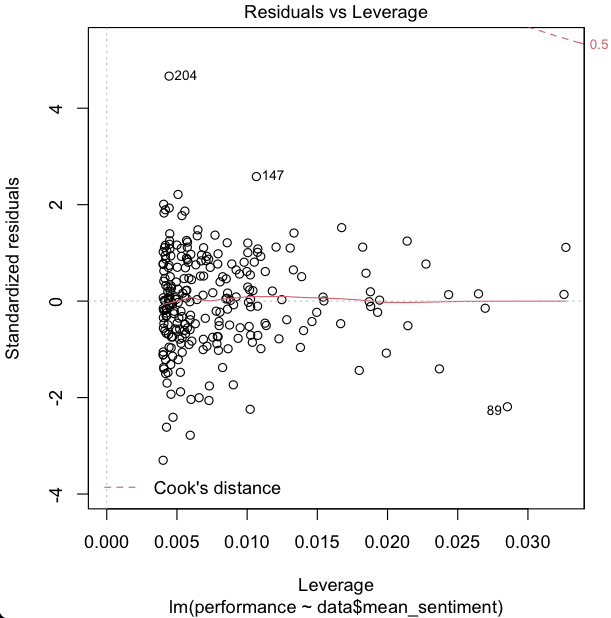 Residuals vs Leverage
0.5
204
4
147
2
Standardized residuals
0
-2
89
Cook's distance
-4
0.000 0.005 0.010 0.015 0.020 0.025 0.030
Leverage
lm(performance ~ data$mean_sentiment)